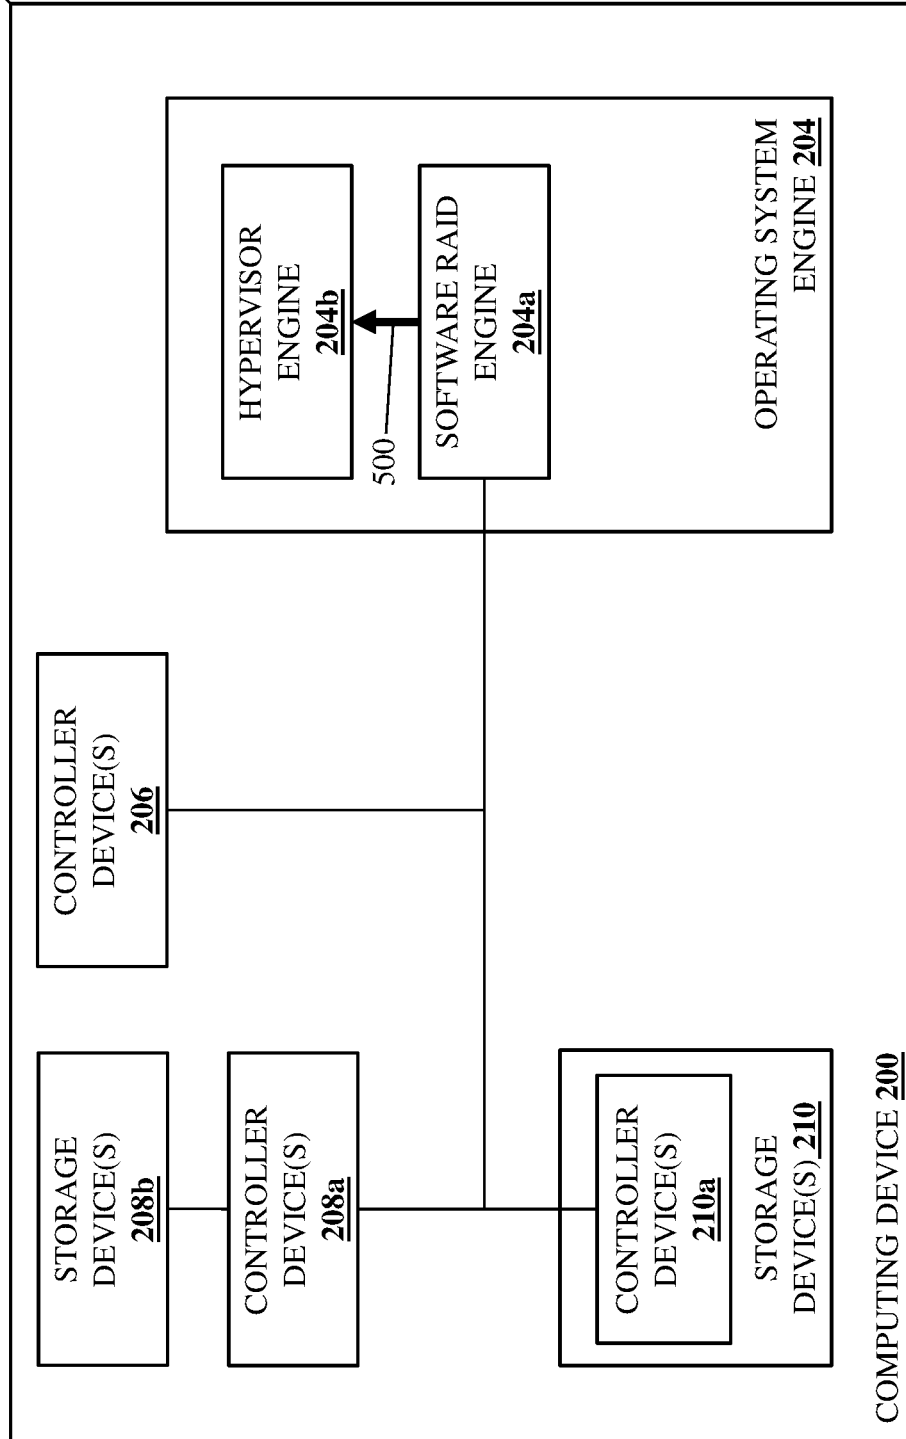 STORAGE
DEVICE(S)
208b
CONTROLLER
DEVICE(S)
208a
CONTROLLER
DEVICE(S)
210a
STORAGE
DEVICE(S) 210
COMPUTING DEVICE 200
CONTROLLER
DEVICE(S)
206
HYPERVISOR
ENGINE
204b
500
SOFTWARE RAID
ENGINE
204a
OPERATING SYSTEM
ENGINE 204